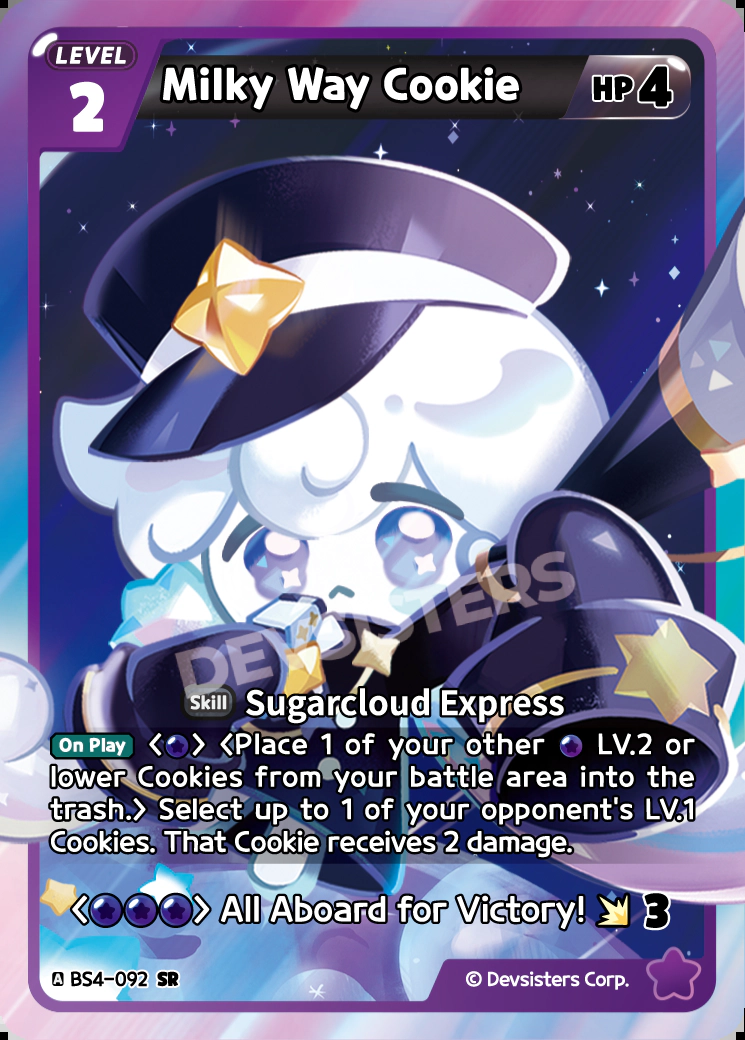 LEVEL
2
Milky Way Cookie
HP 4
DEVSISTERS
Skill Sugarcloud Express
On Play < > <Place 1 of your other LV.2 or
lower Cookies from your battle area into the
trash.> Select up to 1 of your opponent's LV.1
Cookies. That Cookie receives 2 damage.
< > All Aboard for Victory! 3
A BS4-092 SR
© Devsisters Corp.